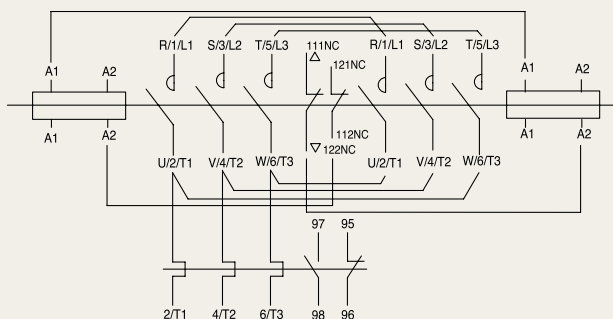 R/1/L1 S/3/L2 T/5/L3 111NC R/1/L1 S/3/L2 T/5/L3
A1 A2 121NC A1 A2
A1 A2 112NC A1 A2
122NC
U/2/T1 V/4/T2 W/6/T3 U/2/T1 V/4/T2 W/6/T3
97 95
2/T1 4/T2 6/T3 98 96